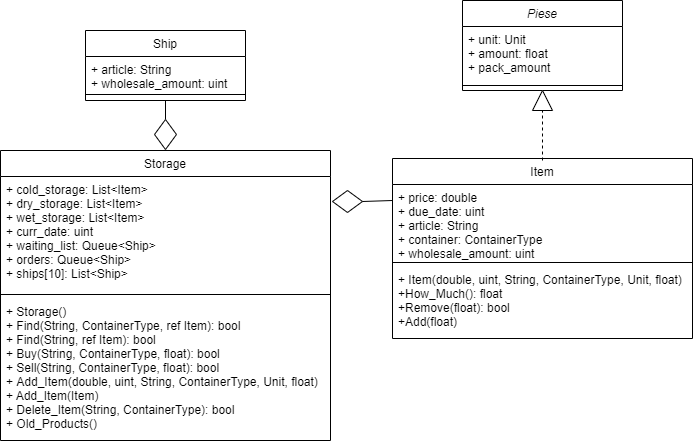 Piese
+ unit: Unit
+ amount: float
+ pack_amount
Ship
+ article: String
+ wholesale_amount: uint
Storage
+ cold_storage: List<Item>
+ dry_storage: List<Item>
+ wet_storage: List<Item>
+ curr_date: uint
+ waiting_list: Queue<Ship>
+ orders: Queue<Ship>
+ ships[10]: List<Ship>
+ Storage()
+ Find(String, ContainerType, ref Item): bool
+ Find(String, ref Item): bool
+ Buy(String, ContainerType, float): bool
+ Sell(String, ContainerType, float): bool
+ Add_Item(double, uint, String, ContainerType, Unit, float)
+ Add_Item(Item)
+ Delete_Item(String, ContainerType): bool
+ Old_Products()
Item
+ price: double
+ due_date: uint
+ article: String
+ container: ContainerType
+ wholesale_amount: uint
+ Item(double, uint, String, ContainerType, Unit, float)
+How_Much(): float
+Remove(float): bool
+Add(float)